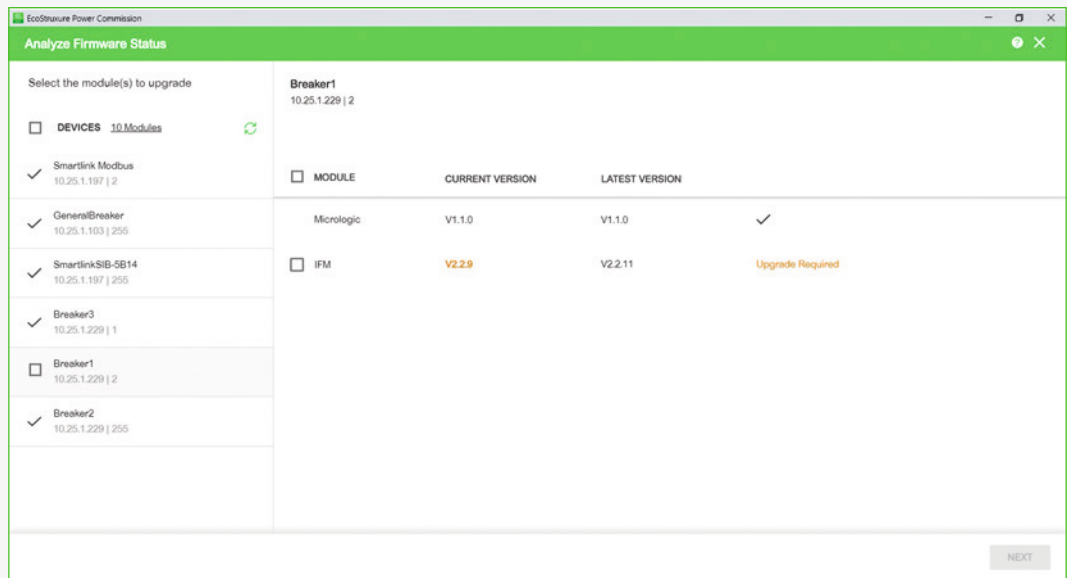 EcoStruxure Power Commission
Analyze Firmware Status
Select the module(s) to upgrade
DEVICES 10 Modules
Smartlink Modbus
10.25.1.197 | 2
GeneralBreaker
10.25.1.103 | 255
SmartlinkSIB-5B14
10.25.1.197 | 255
Breaker3
10.25.1.229 | 1
Breaker1
10.25.1.229 | 2
Breaker2
10.25.1.229 | 255
Breaker1
10.25.1.229 | 2
MODULE CURRENT VERSION LATEST VERSION
Micrologic V1.1.0 V1.1.0
IFM V2.2.9 V2.2.11 Upgrade Required
NEXT